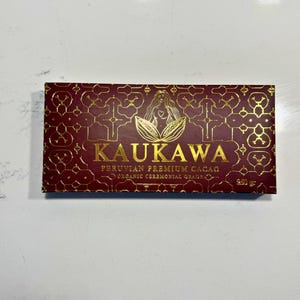 KAUKAWA
PERUVIAN PREMIUM CACAO
ORGANIC CEREMONIAL GRADE